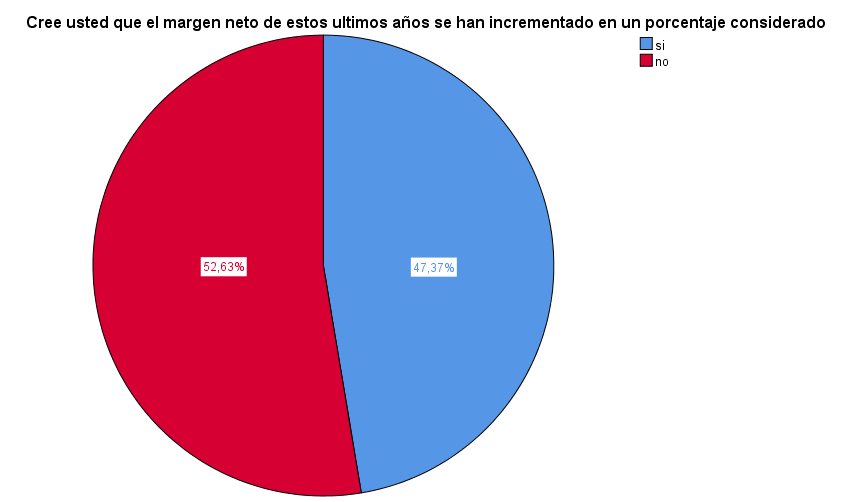 Cree usted que el margen neto de estos ultimos años se han incrementado en un porcentaje considerado
si
no
52,63%
47,37%